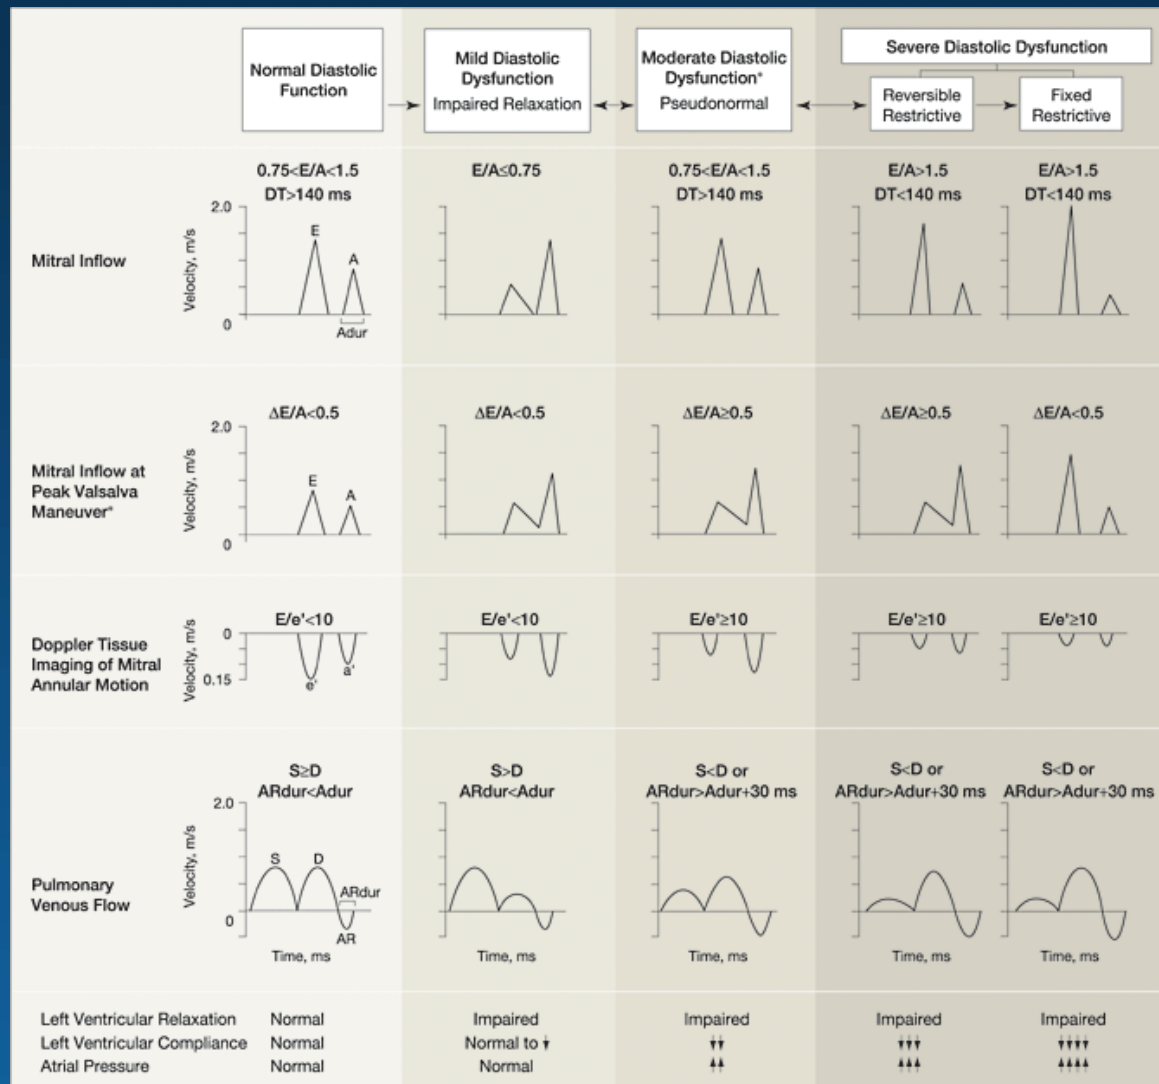 Normal Diastolic
Function
Mild Diastolic
Dysfunction
Impaired Relaxation
Moderate Diastolic
Dysfunction*
Pseudonormal
Severe Diastolic Dysfunction
Reversible
Restrictive
Fixed
Restrictive
Mitral Inflow
0.75<E/A<1.5
DT>140 ms
E/A≤0.75
0.75<E/A<1.5
DT>140 ms
E/A>1.5
DT<140 ms
E/A>1.5
DT<140 ms
Velocity, m/s
2.0
0
E
A
Adur
Mitral Inflow at
Peak Valsalva
Maneuver*
ΔE/A<0.5
ΔE/A<0.5
ΔE/A≥0.5
ΔE/A≥0.5
ΔE/A<0.5
Velocity, m/s
2.0
0
E
A
Doppler Tissue
Imaging of Mitral
Annular Motion
E/e'<10
E/e'<10
E/e'≥10
E/e'≥10
E/e'≥10
Velocity, m/s
0
0.15
e'
a'
Pulmonary
Venous Flow
S≥D
ARdur<Adur
S>D
ARdur<Adur
S<D or
ARdur>Adur+30 ms
S<D or
ARdur>Adur+30 ms
S<D or
ARdur>Adur+30 ms
Velocity, m/s
2.0
0
S
D
ARdur
AR
Time, ms
Time, ms
Time, ms
Time, ms
Time, ms
Left Ventricular Relaxation Normal Impaired Impaired Impaired Impaired
Left Ventricular Compliance Normal Normal to ↓ ↓↓ ↓↓↓ ↓↓↓↓
Atrial Pressure Normal Normal ↑↑ ↑↑↑ ↑↑↑↑